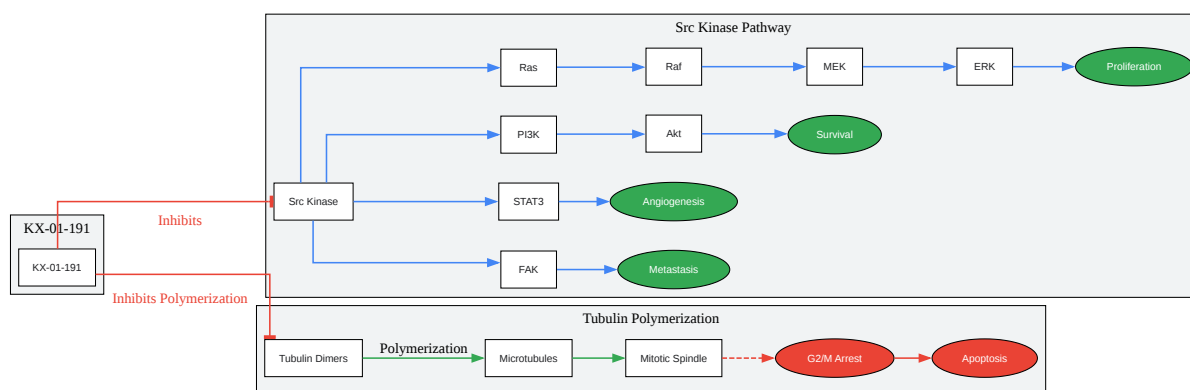 Src Kinase Pathway
Ras
Raf
MEK
ERK
Proliferation
PI3K
Akt
Survival
Src Kinase
STAT3
Angiogenesis
Inhibits
KX-01-191
KX-01-191
FAK
Metastasis
Inhibits Polymerization
Tubulin Polymerization
Tubulin Dimers
Polymerization
Microtubules
Mitotic Spindle
G2/M Arrest
Apoptosis